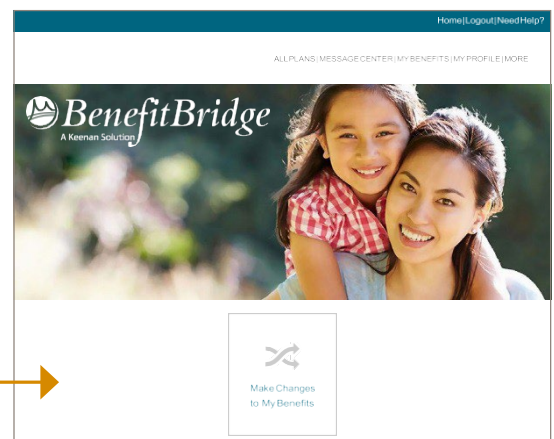 Home|Logout|Need Help?
ALL PLANS | MESSAGE CENTER | MY BENEFITS | MY PROFILE | MORE
BenefitBridge
A Keenan Solution
Make Changes
to My Benefits